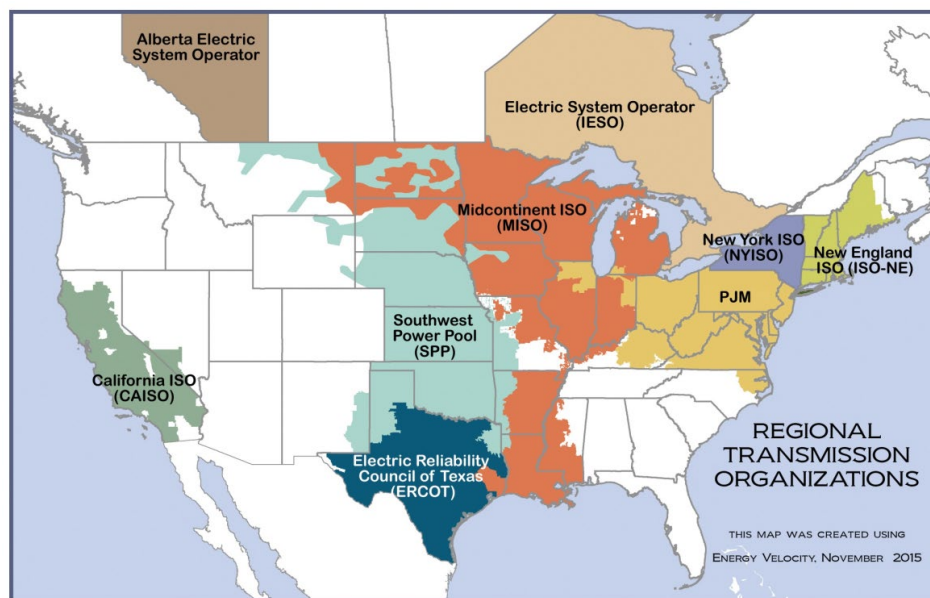 Alberta Electric
System Operator
Electric System Operator
(IESO)
Midcontinent ISO
(MISO)
New York ISO
(NYISO)
New England
ISO (ISO-NE)
PJM
Southwest
Power Pool
(SPP)
California ISO
(CAISO)
Electric Reliability
Council of Texas
(ERCOT)
REGIONAL
TRANSMISSION
ORGANIZATIONS
THIS MAP WAS CREATED USING
ENERGY VELOCITY, NOVEMBER 2015